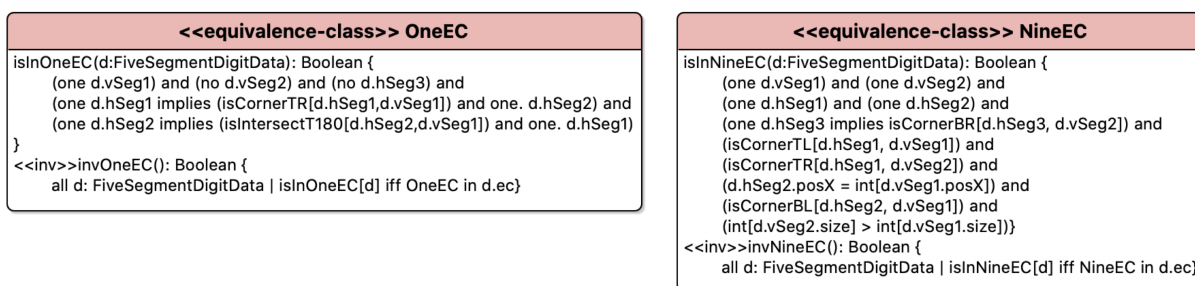 <<equivalence-class>> OneEC
isInOneEC(d:FiveSegmentDigitData): Boolean {
(one d.vSeg1) and (no d.vSeg2) and (no d.hSeg3) and
(one d.hSeg1 implies (isCornerTR[d.hSeg1,d.vSeg1]) and one. d.hSeg2) and
(one d.hSeg2 implies (isIntersectT180[d.hSeg2,d.vSeg1]) and one. d.hSeg1)
}
<<inv>>invOneEC(): Boolean {
all d: FiveSegmentDigitData | isInOneEC[d] iff OneEC in d.ec}
<<equivalence-class>> NineEC
isInNineEC(d:FiveSegmentDigitData): Boolean {
(one d.vSeg1) and (one d.vSeg2) and
(one d.hSeg1) and (one d.hSeg2) and
(one d.hSeg3 implies isCornerBR[d.hSeg3, d.vSeg2]) and
(isCornerTL[d.hSeg1, d.vSeg1]) and
(isCornerTR[d.hSeg1, d.vSeg2]) and
(d.hSeg2.posX = int[d.vSeg1.posX]) and
(isCornerBL[d.hSeg2, d.vSeg1]) and
(int[d.vSeg2.size] > int[d.vSeg1.size])}
<<inv>>invNineEC(): Boolean {
all d: FiveSegmentDigitData | isInNineEC[d] iff NineEC in d.ec}